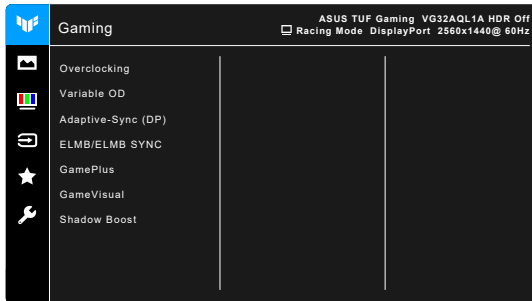 Gaming
ASUS TUF Gaming VG32AQL1A HDR Off
Racing Mode DisplayPort 2560x1440@ 60Hz
Overclocking
Variable OD
Adaptive-Sync (DP)
ELMB/ELMB SYNC
GamePlus
GameVisual
Shadow Boost